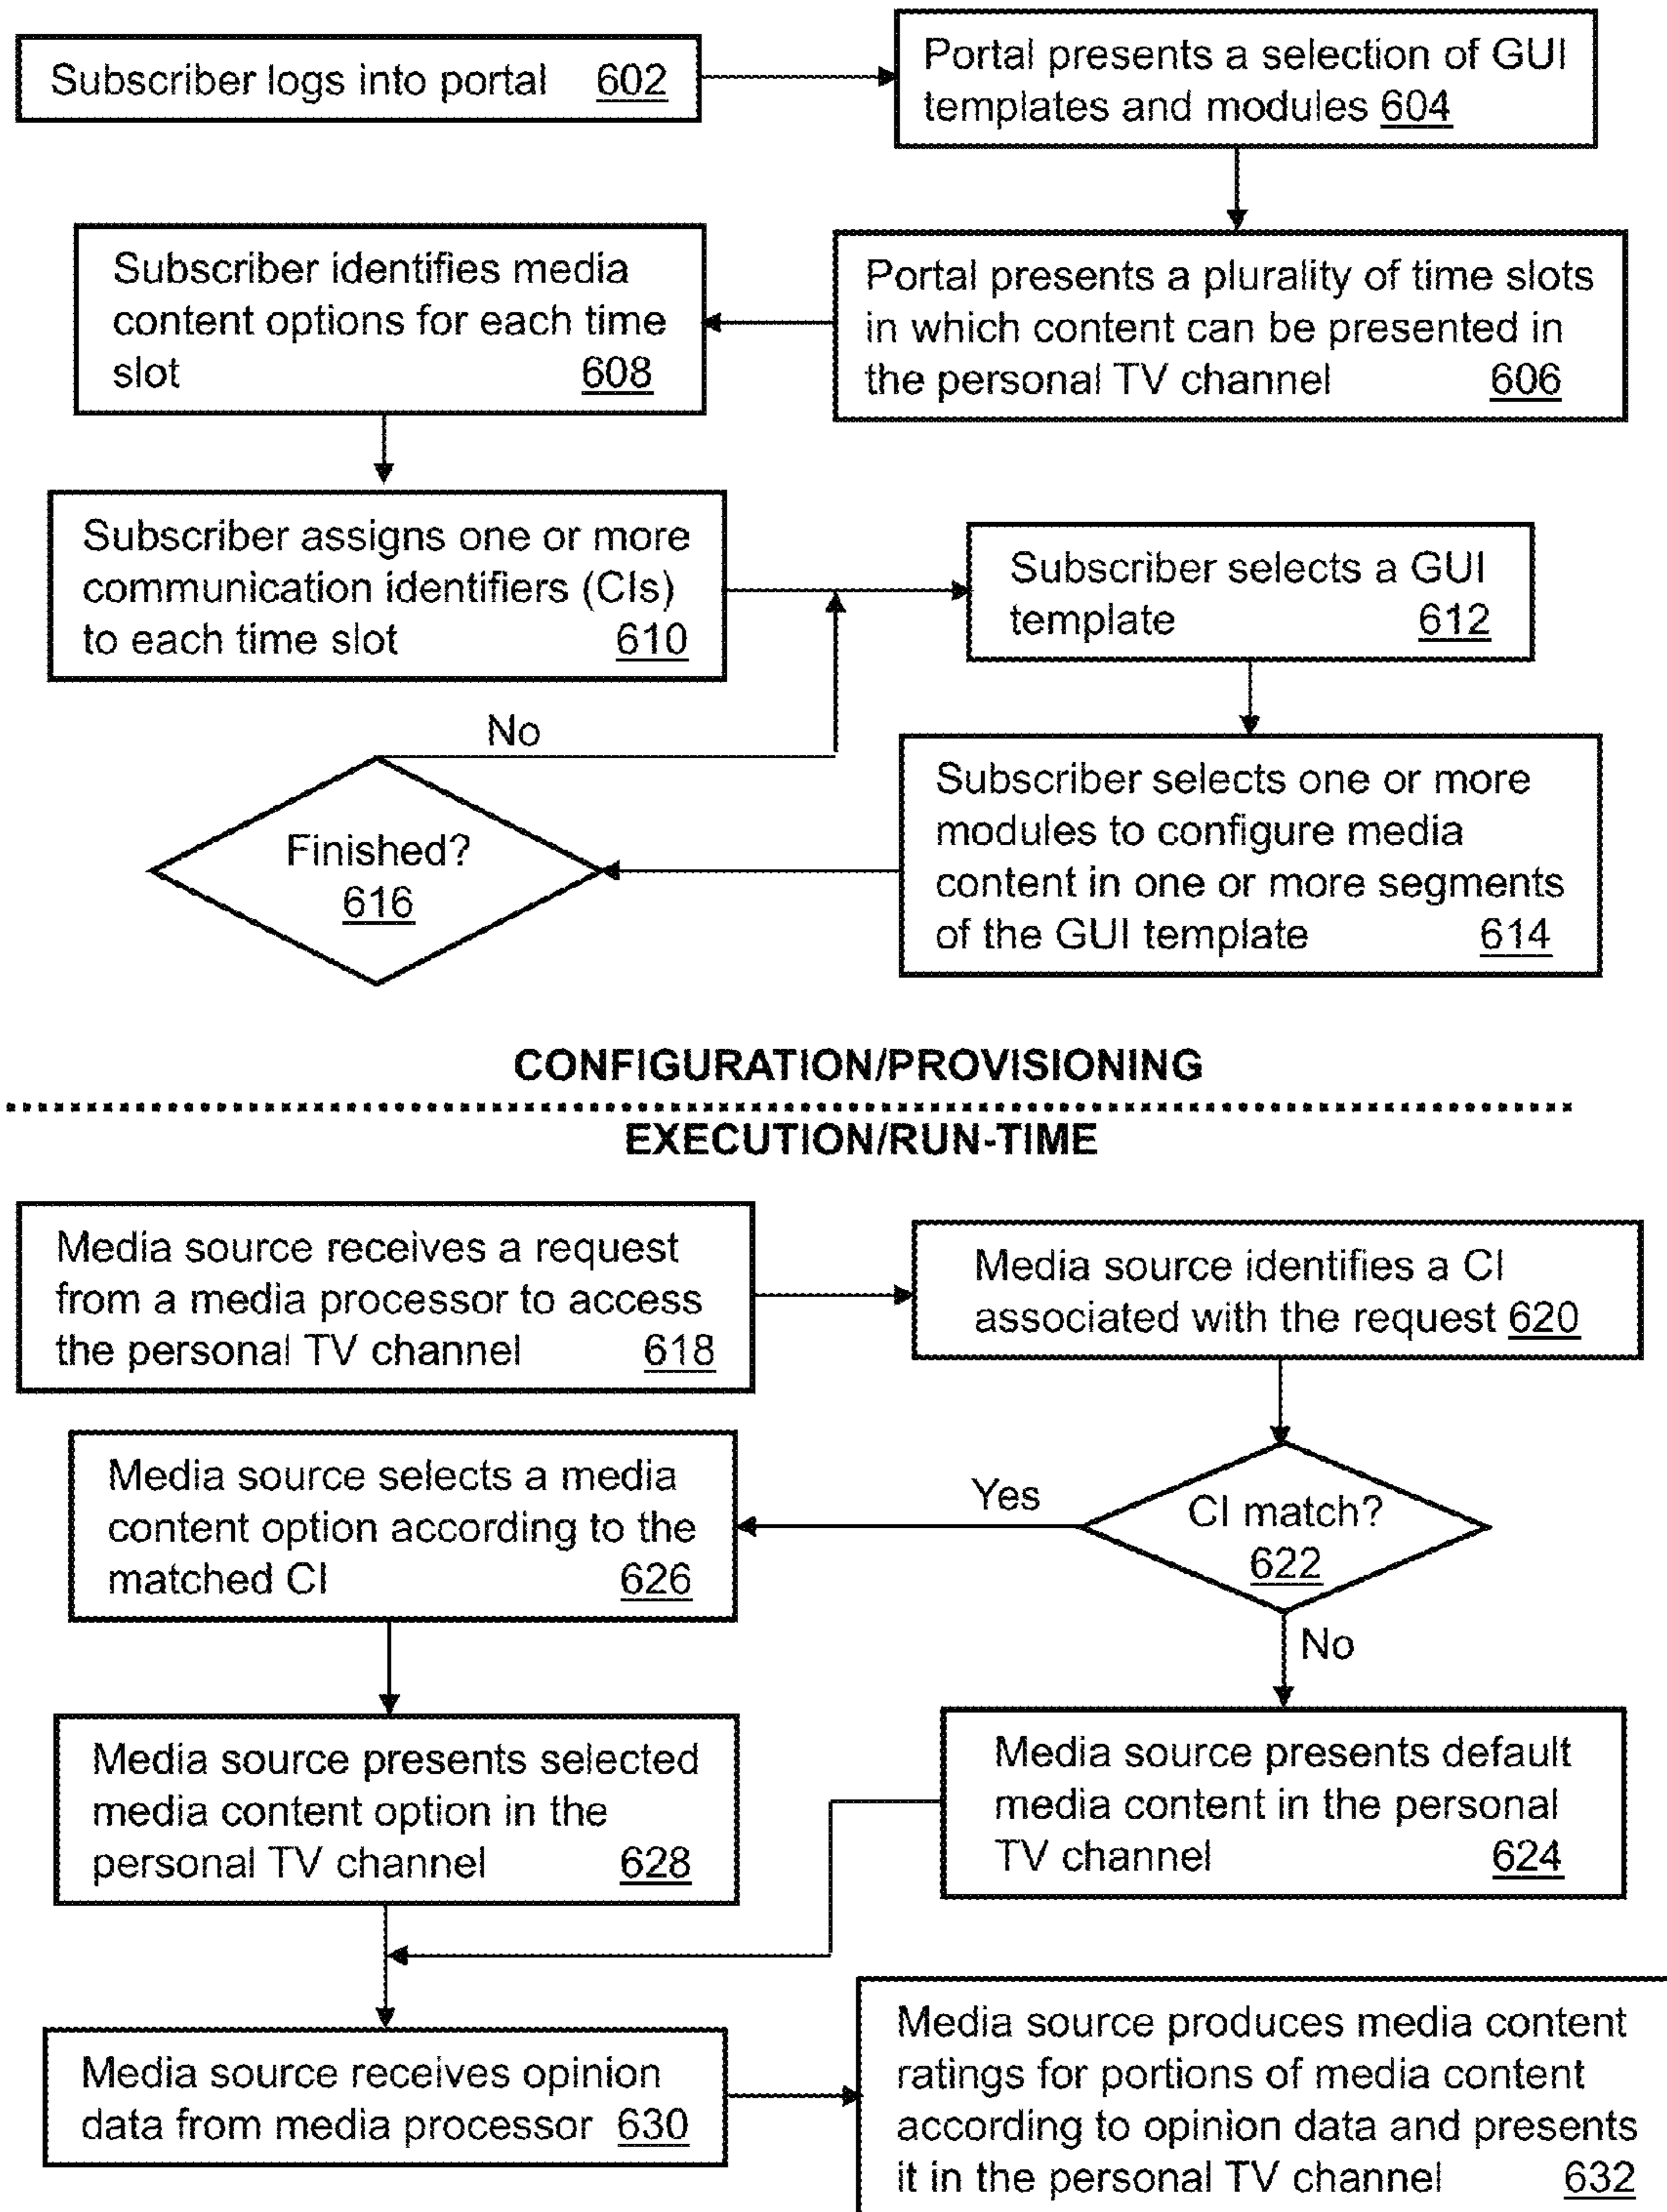 Subscriber logs into portal 602
Portal presents a selection of GUI
templates and modules 604
Portal presents a plurality of time slots
in which content can be presented in
the personal TV channel 606
Subscriber identifies media
content options for each time
slot 608
Subscriber assigns one or more
communication identifiers (CIs)
to each time slot 610
Subscriber selects a GUI
template 612
Subscriber selects one or more
modules to configure media
content in one or more segments
of the GUI template 614
Finished?
616
No
CONFIGURATION/PROVISIONING
EXECUTION/RUN-TIME
Media source receives a request
from a media processor to access
the personal TV channel 618
Media source identifies a CI
associated with the request 620
CI match?
622
Yes
No
Media source selects a media
content option according to the
matched CI 626
Media source presents selected
media content option in the
personal TV channel 628
Media source presents default
media content in the personal
TV channel 624
Media source receives opinion
data from media processor 630
Media source produces media content
ratings for portions of media content
according to opinion data and presents
it in the personal TV channel 632